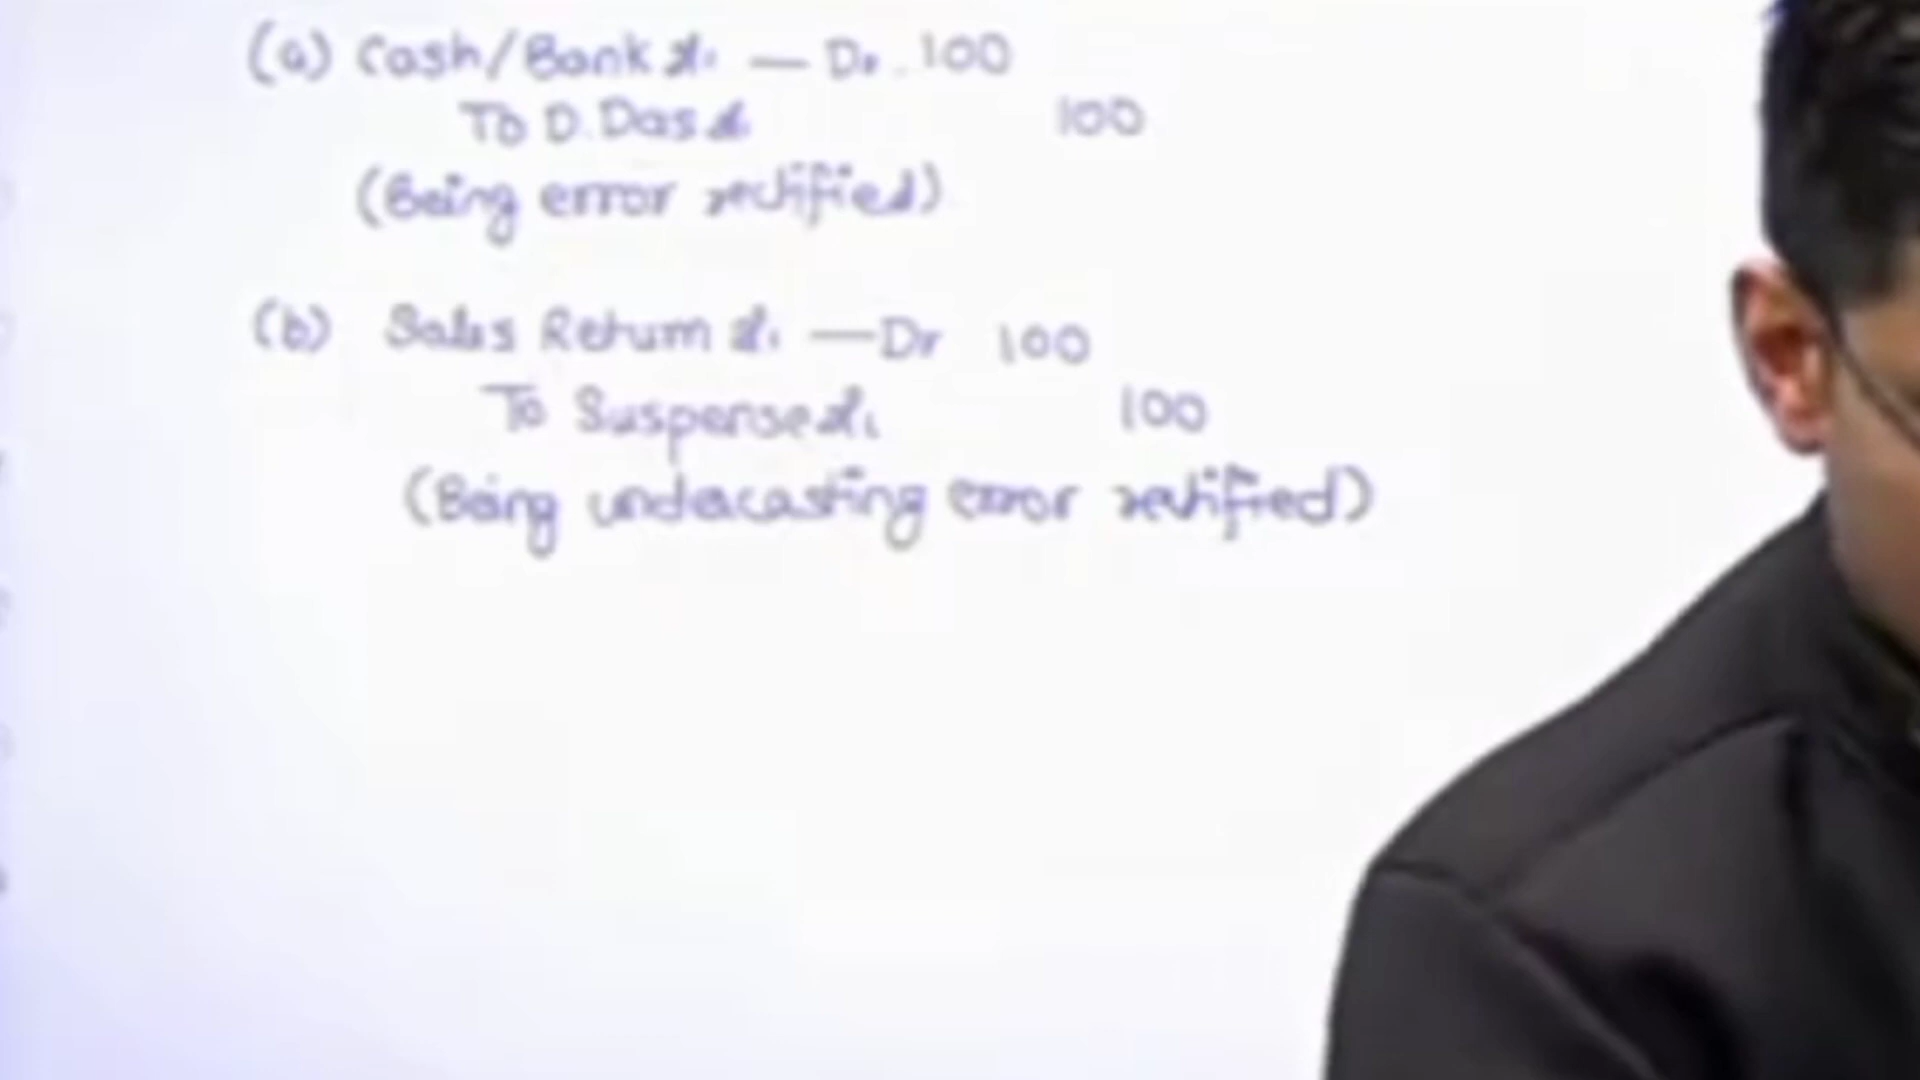 (a) Cash/Bank A/c — Dr. 100
To D. Das A/c 100
(Being error rectified)
(b) Sales Return A/c — Dr 100
To Suspense A/c 100
(Being undercasting error rectified)